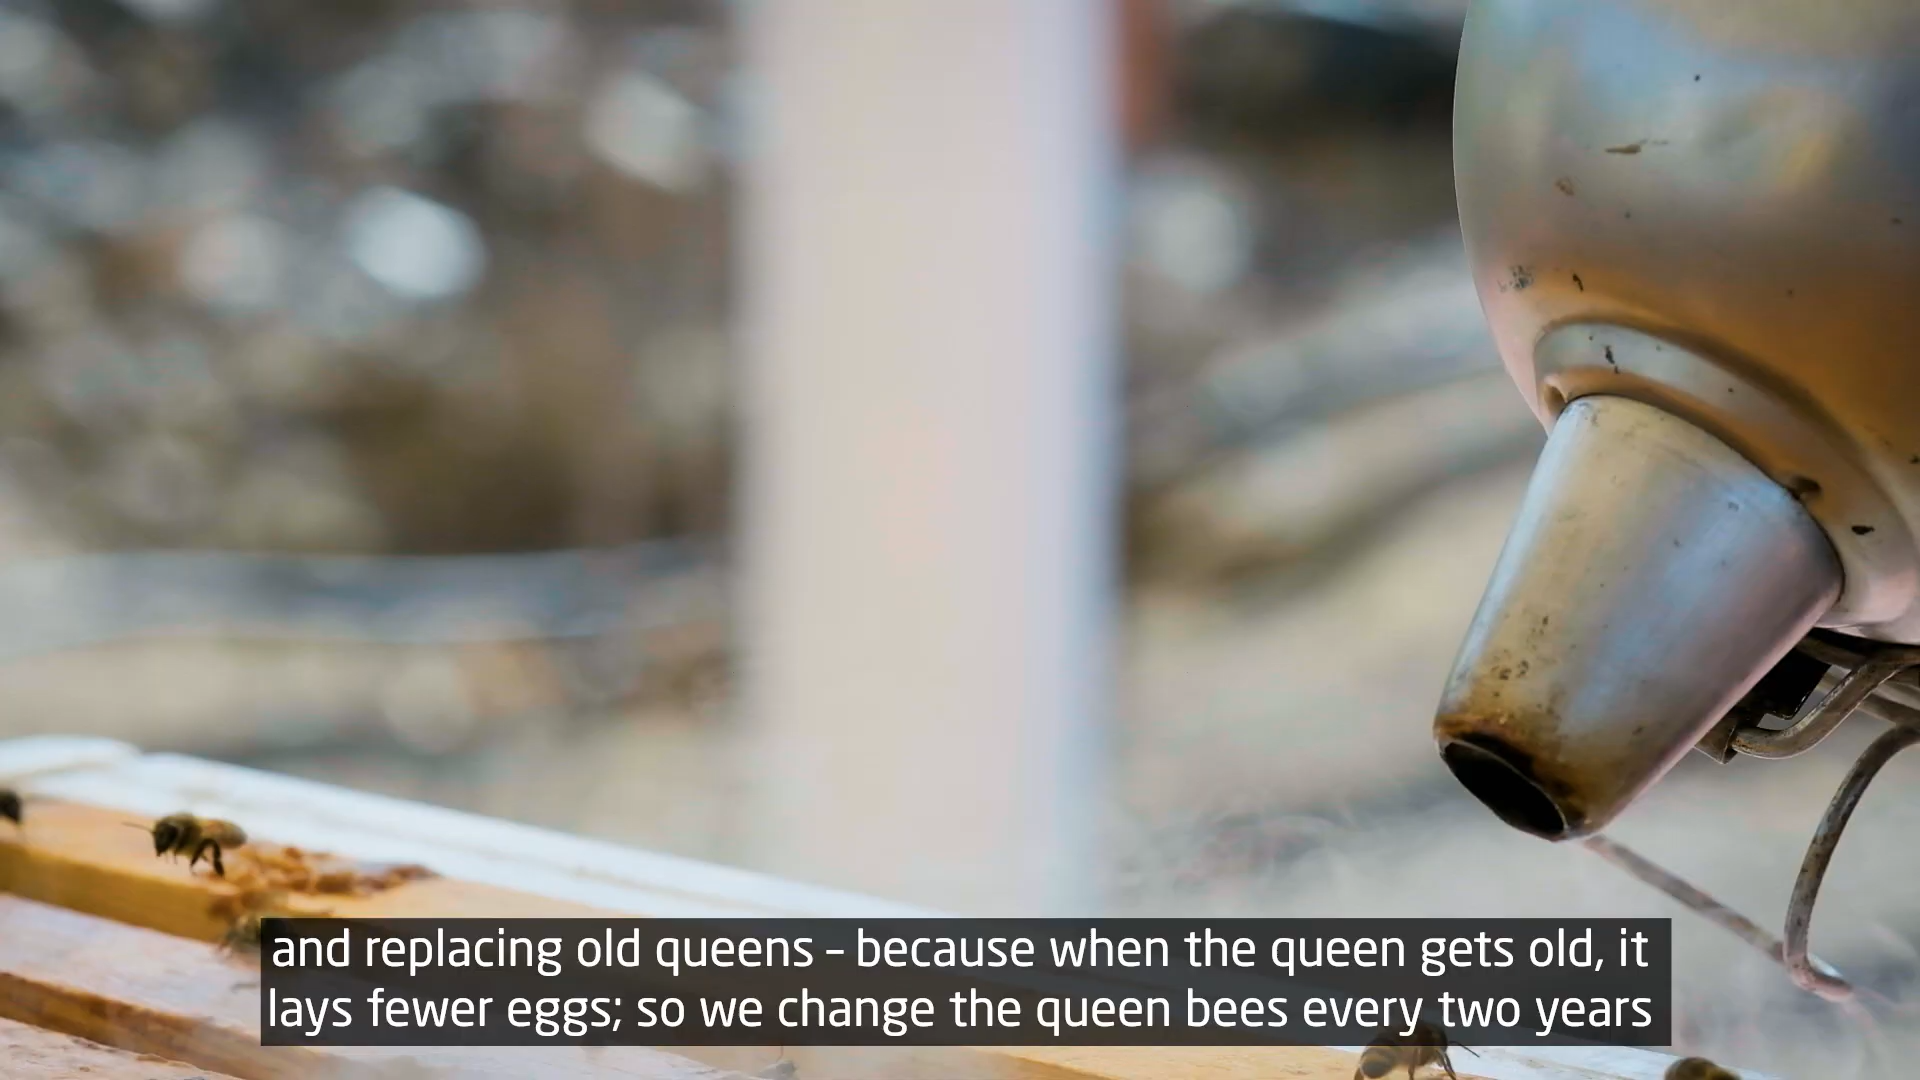 and replacing old queens – because when the queen gets old, it
lays fewer eggs; so we change the queen bees every two years